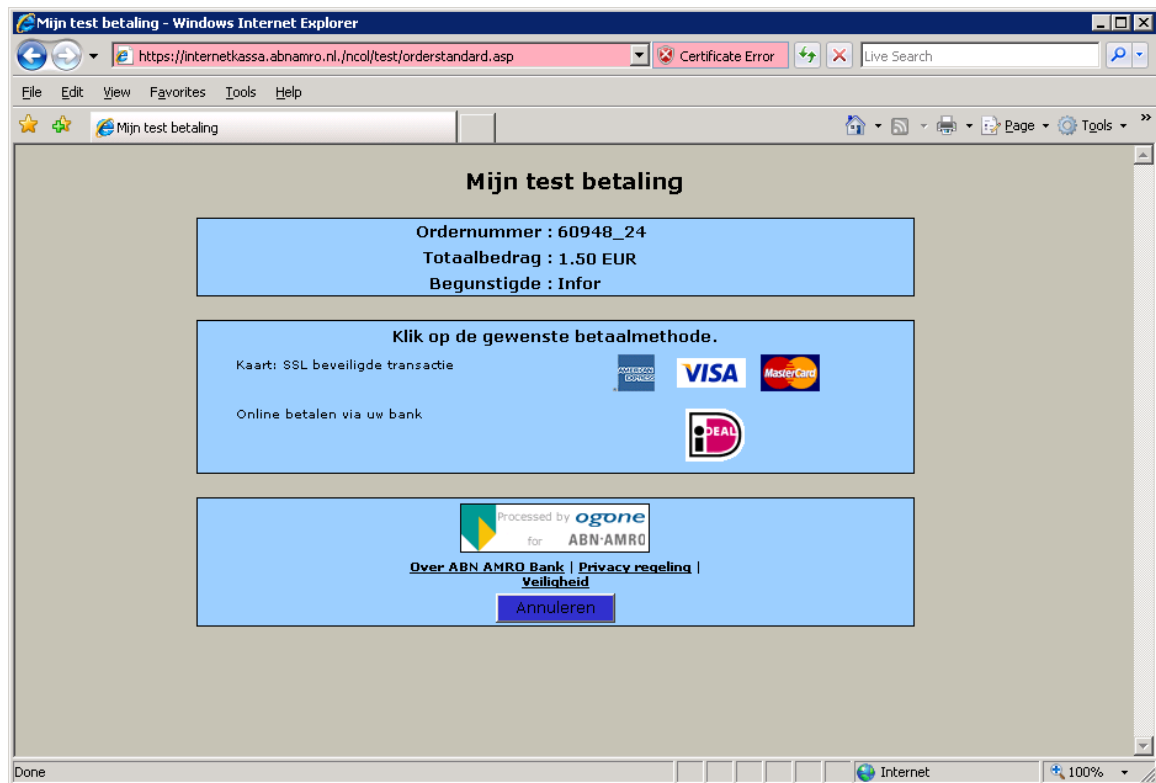 Mijn test betaling - Windows Internet Explorer
https://internetkassa.abnamro.nl./ncol/test/orderstandard.asp
Certificate Error
Live Search
File Edit View Favorites Tools Help
Mijn test betaling
Page Tools »
Mijn test betaling
Ordernummer : 60948_24
Totaalbedrag : 1.50 EUR
Begunstigde : Infor
Klik op de gewenste betaalmethode.
Kaart: SSL beveiligde transactie
AMERICAN EXPRESS
VISA
MasterCard
Online betalen via uw bank
iDEAL
Processed by ogone
for ABN·AMRO
Over ABN AMRO Bank | Privacy regeling |
Veiligheid
Annuleren
Done
Internet
100%